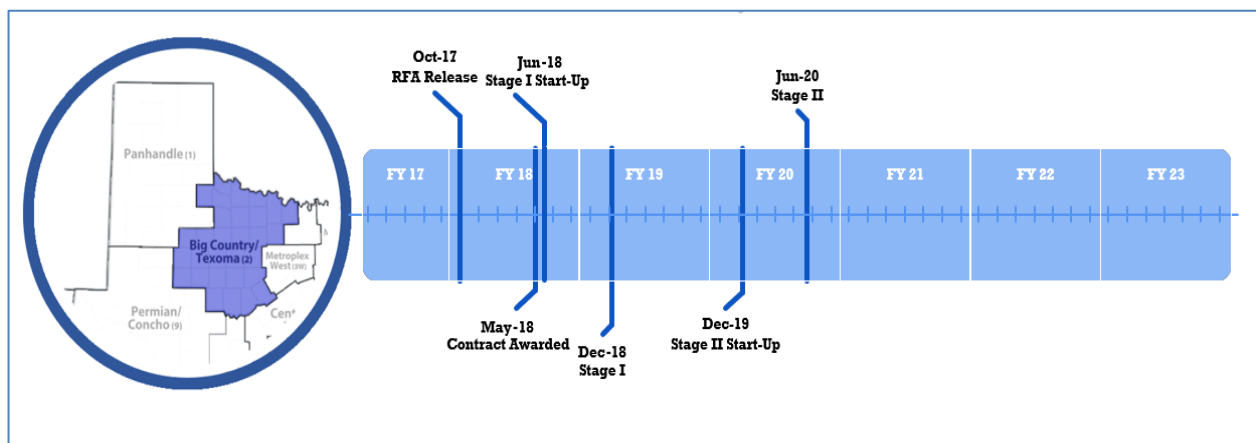 Oct-17
RFA Release
Jun-18
Stage I Start-Up
Jun-20
Stage II
Panhandle (1)
Big Country/
Texoma (2)
Metroplex
West (3W)
Permian/
Concho (9)
FY 17
FY 18
FY 19
FY 20
FY 21
FY 22
FY 23
May-18
Contract Awarded
Dec-18
Stage I
Dec-19
Stage II Start-Up